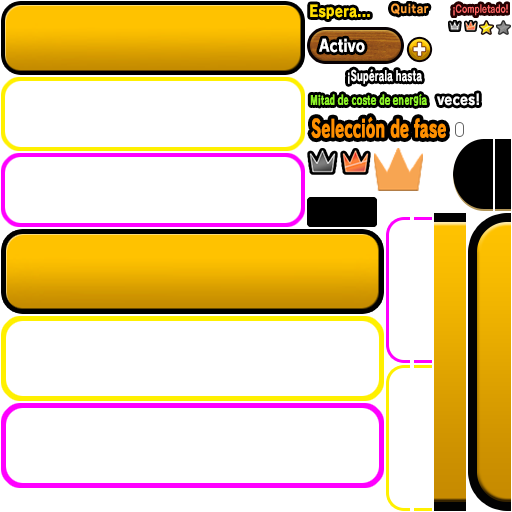 Espera...
Quitar
¡Completado!
Activo
¡Supérala hasta
Mitad de coste de energía
veces!
Selección de fase